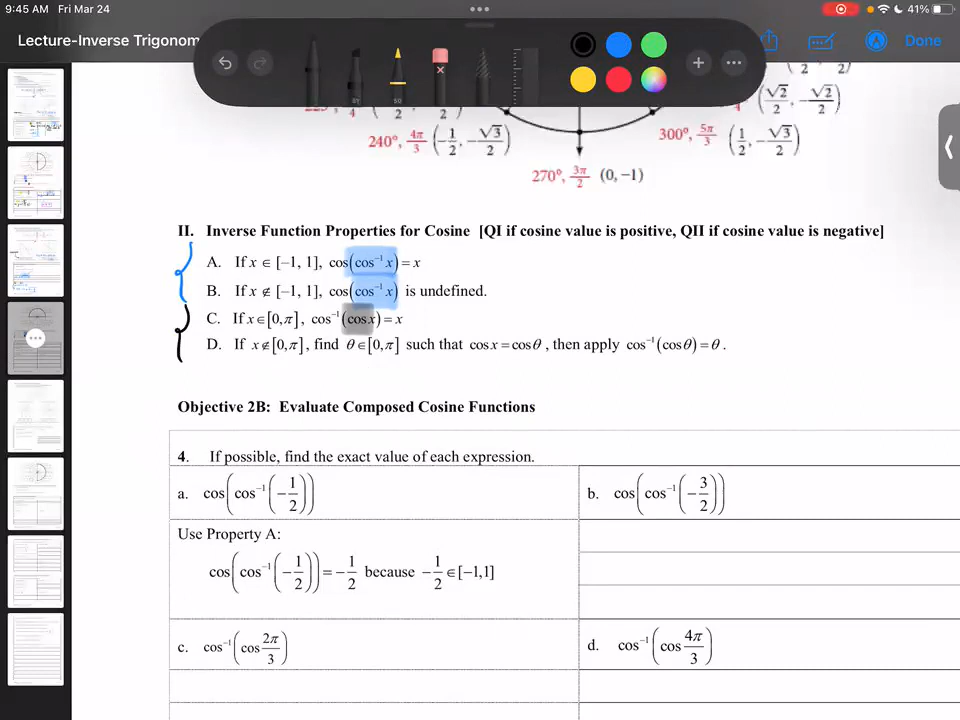 9:45 AM Fri Mar 24
41%
Lecture-Inverse Trigonom
Done
240°, 4π/3 (−1/2, −√3/2)
300°, 5π/3 (1/2, −√3/2)
(√2/2, −√2/2)
270°, 3π/2 (0, −1)
II. Inverse Function Properties for Cosine [QI if cosine value is positive, QII if cosine value is negative]
A. If x ∈ [−1, 1], cos(cos⁻¹ x) = x
B. If x ∉ [−1, 1], cos(cos⁻¹ x) is undefined.
C. If x ∈ [0, π], cos⁻¹(cos x) = x
D. If x ∉ [0, π], find θ ∈ [0, π] such that cos x = cos θ, then apply cos⁻¹(cos θ) = θ.
Objective 2B: Evaluate Composed Cosine Functions
4. If possible, find the exact value of each expression.
a. cos(cos⁻¹(−1/2))
b. cos(cos⁻¹(−3/2))
Use Property A:
cos(cos⁻¹(−1/2)) = −1/2 because −1/2 ∈ [−1,1]
c. cos⁻¹(cos 2π/3)
d. cos⁻¹(cos 4π/3)